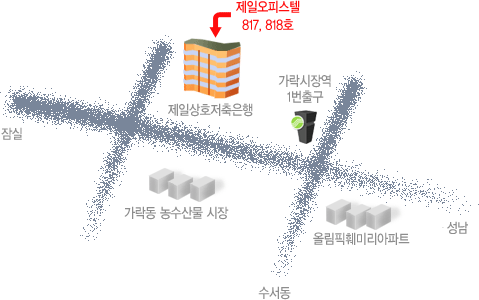 제일오피스텔
817, 818호
가락시장역
1번출구
제일상호저축은행
잠실
가락동 농수산물 시장
올림픽훼미리아파트
성남
수서동